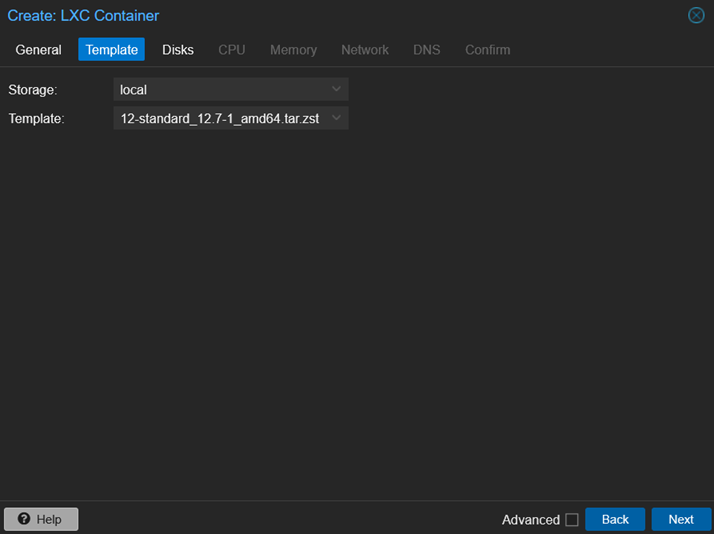 Create: LXC Container
General Template Disks CPU Memory Network DNS Confirm
Storage: local
Template: 12-standard_12.7-1_amd64.tar.zst
Help Advanced Back Next